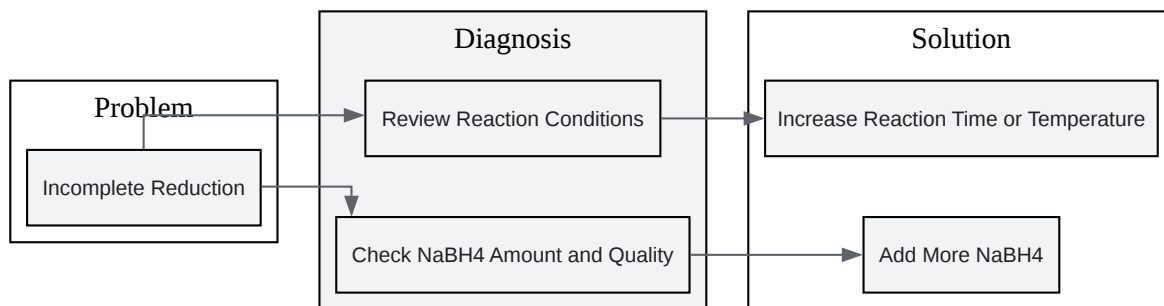 Problem
Incomplete Reduction
Diagnosis
Review Reaction Conditions
Check NaBH4 Amount and Quality
Solution
Increase Reaction Time or Temperature
Add More NaBH4